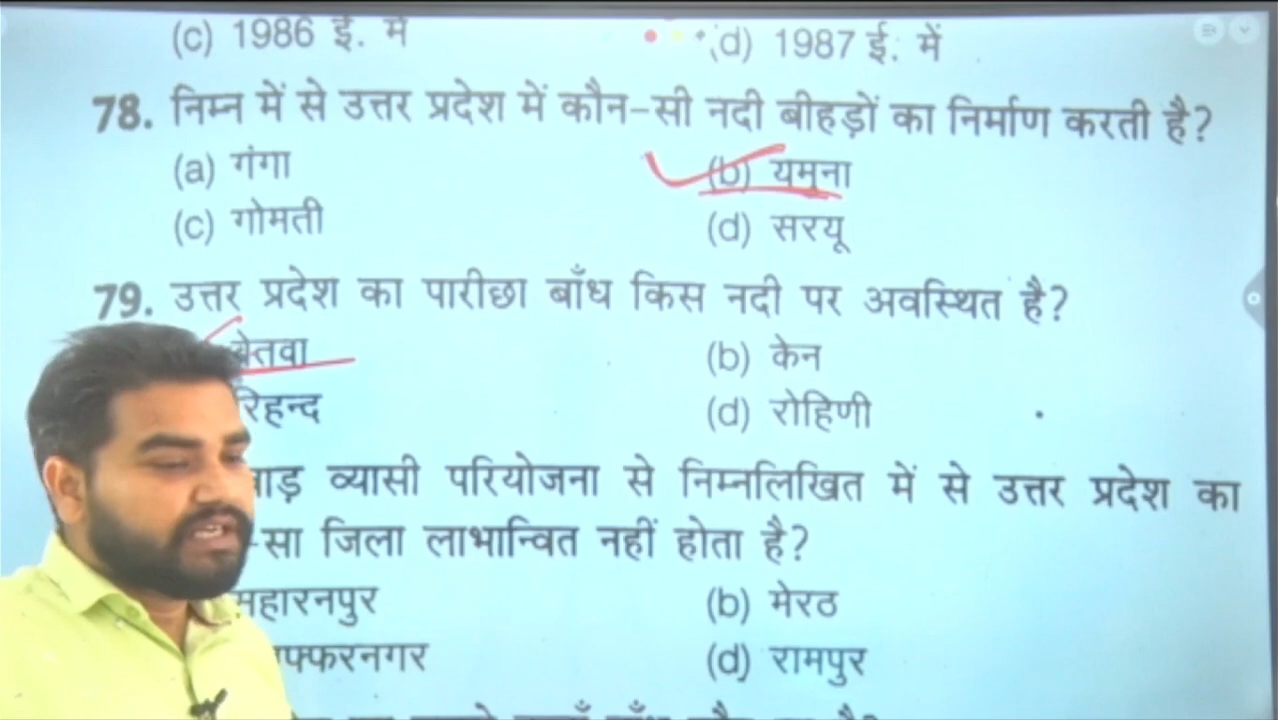 (c) 1986 ई. में (d) 1987 ई. में
78. निम्न में से उत्तर प्रदेश में कौन-सी नदी बीहड़ों का निर्माण करती है?
(a) गंगा (b) यमुना
(c) गोमती (d) सरयू
79. उत्तर प्रदेश का पारीछा बाँध किस नदी पर अवस्थित है?
बेतवा (b) केन
रिहन्द (d) रोहिणी
व्यासी परियोजना से निम्नलिखित में से उत्तर प्रदेश का
-सा जिला लाभान्वित नहीं होता है?
सहारनपुर (b) मेरठ
(d) रामपुर